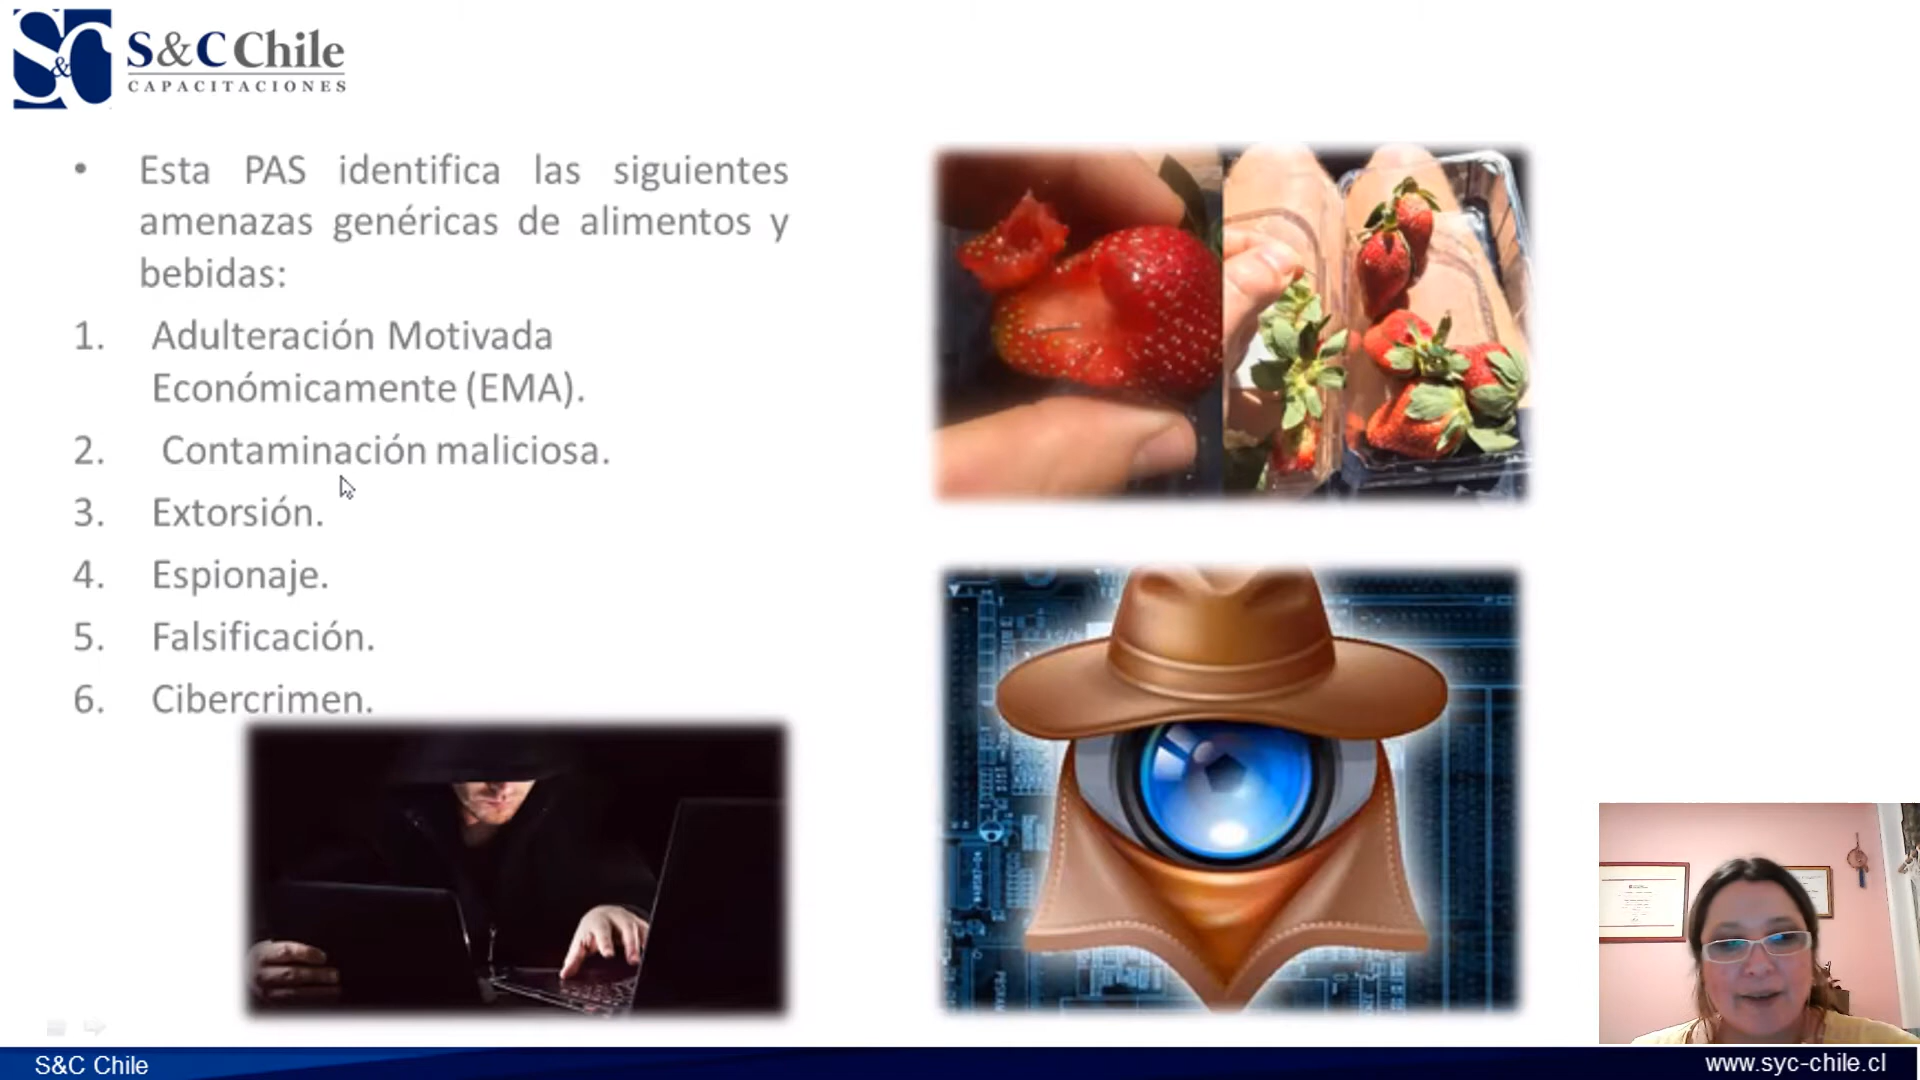 S&C
S&C Chile
CAPACITACIONES
• Esta PAS identifica las siguientes
amenazas genéricas de alimentos y
bebidas:
1. Adulteración Motivada
Económicamente (EMA).
2. Contaminación maliciosa.
3. Extorsión.
4. Espionaje.
5. Falsificación.
6. Cibercrimen.
S&C Chile
www.syc-chile.cl